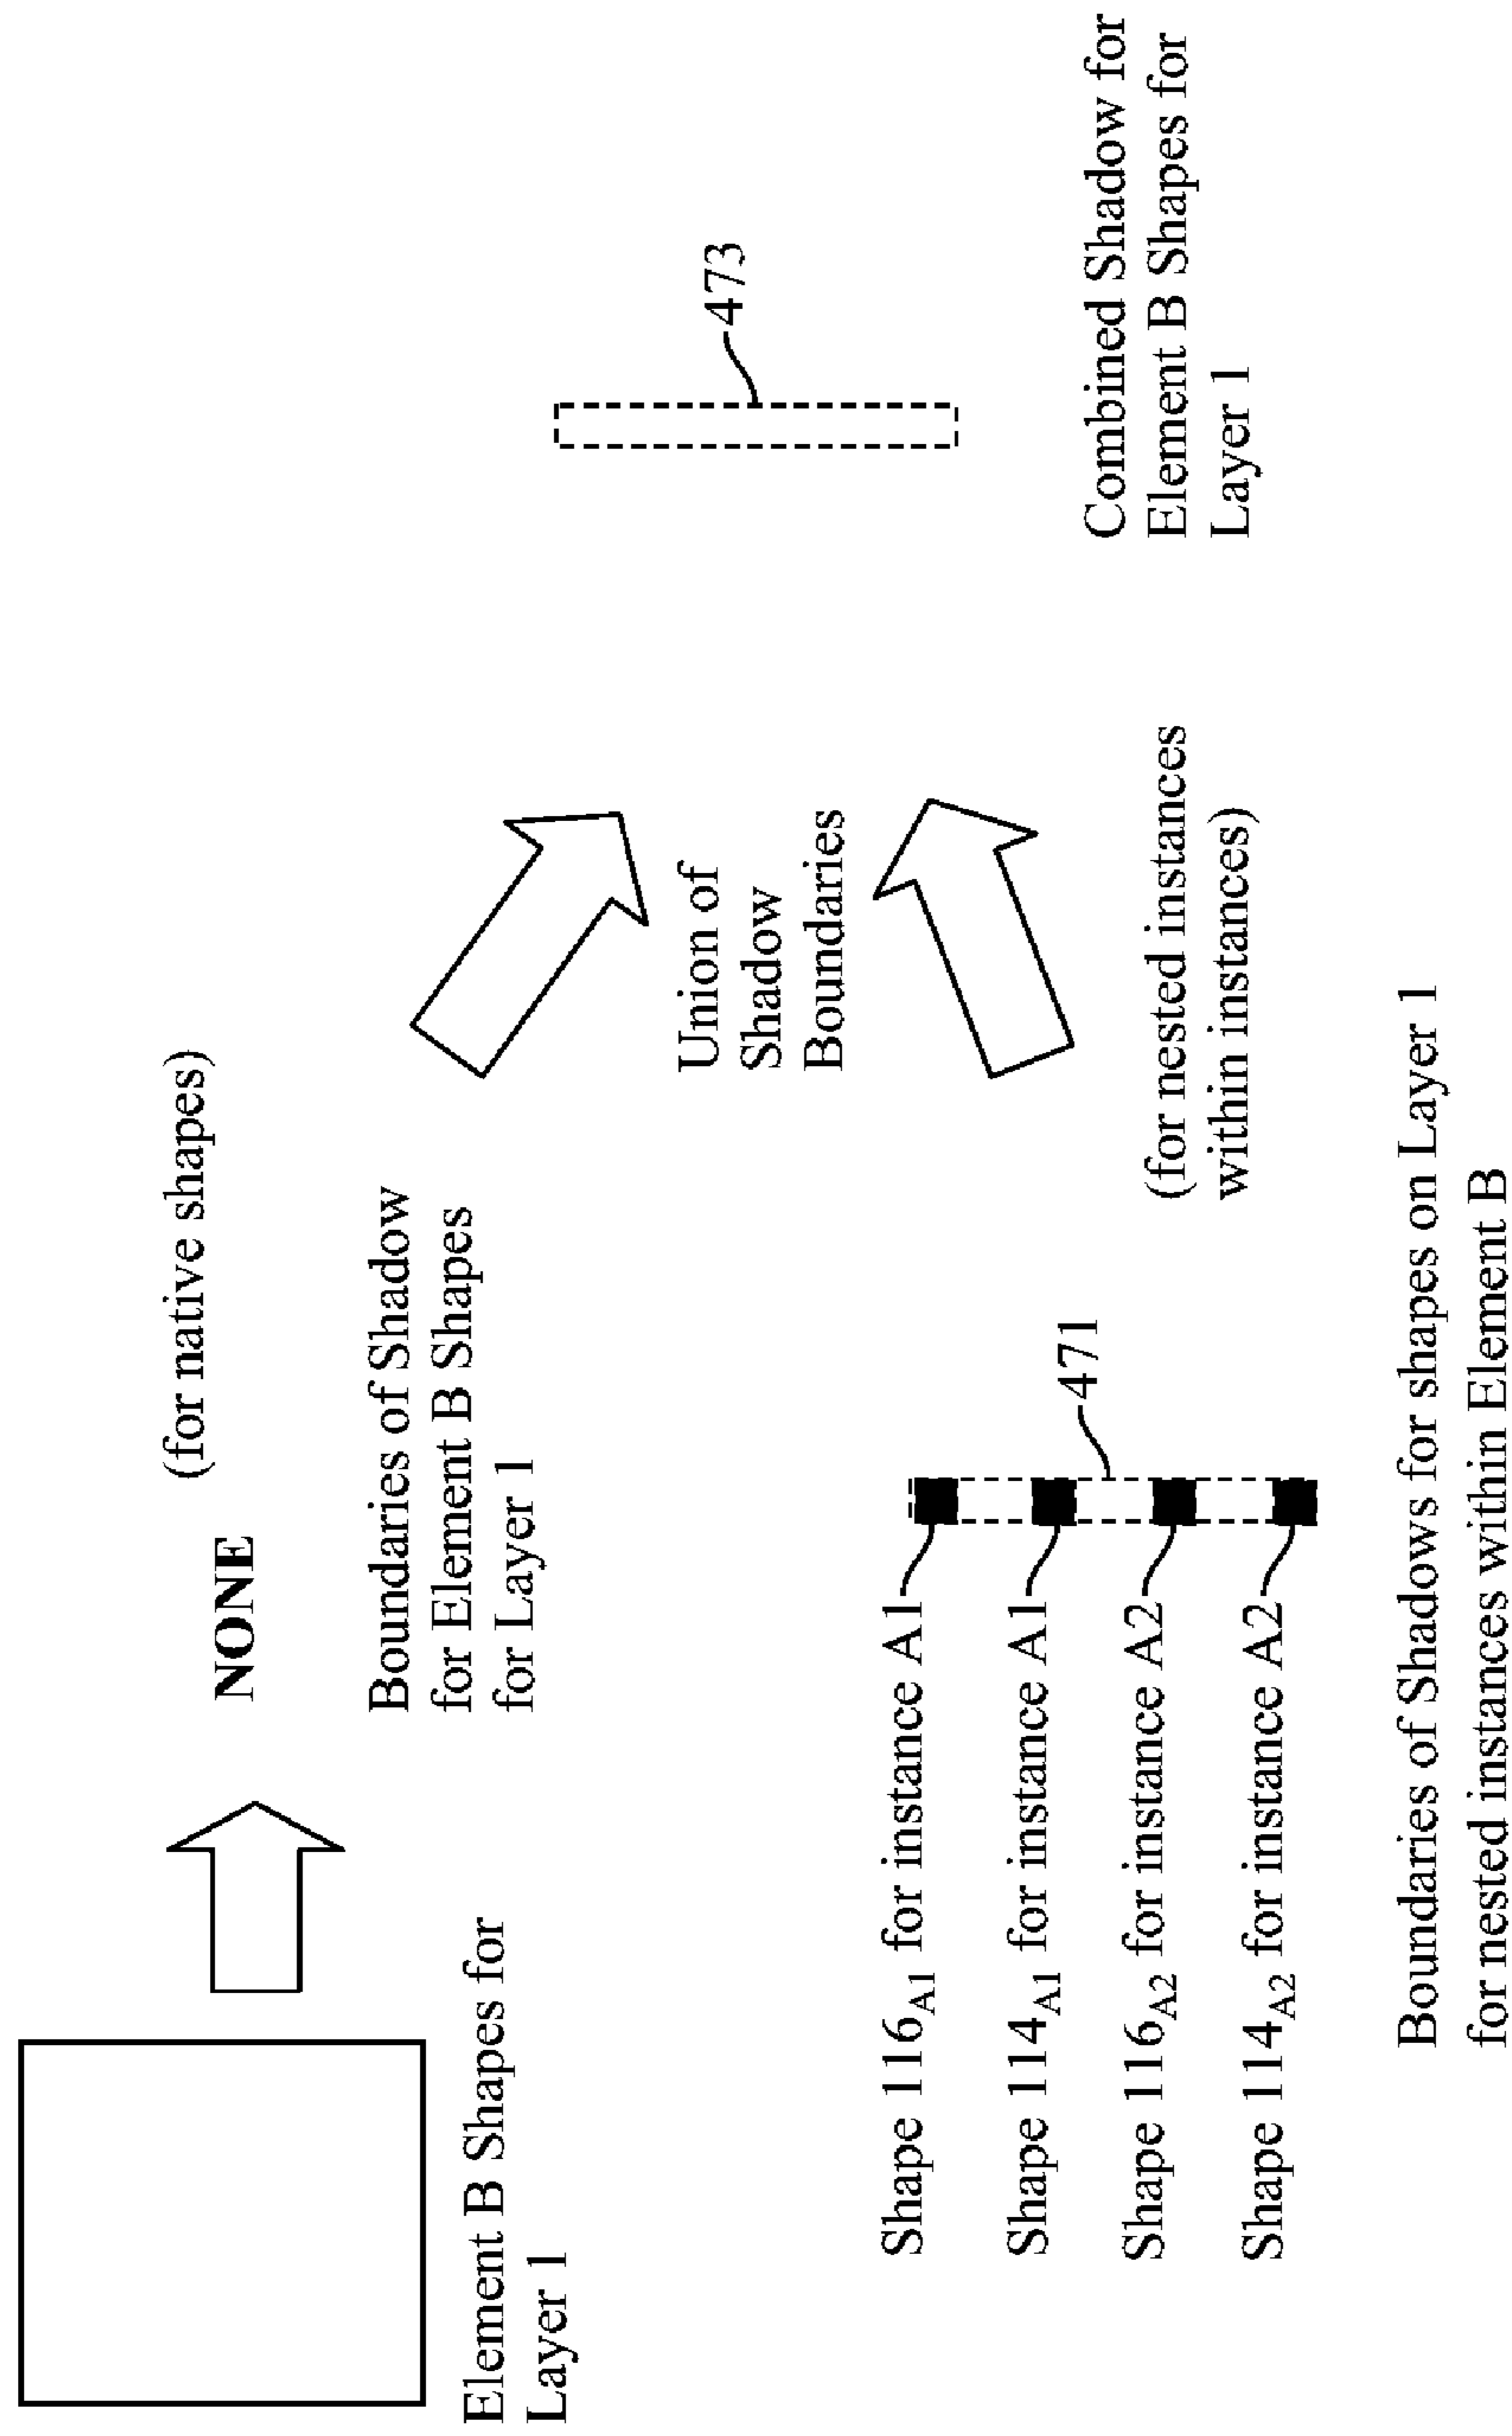 (for native shapes)
NONE
Boundaries of Shadow
for Element B Shapes
for Layer 1
Element B Shapes for
Layer 1
Union of
Shadow
Boundaries
473
Combined Shadow for
Element B Shapes for
Layer 1
Shape 116A1 for instance A1
Shape 114A1 for instance A1
Shape 116A2 for instance A2
Shape 114A2 for instance A2
471
(for nested instances
within instances)
Boundaries of Shadows for shapes on Layer 1
for nested instances within Element B